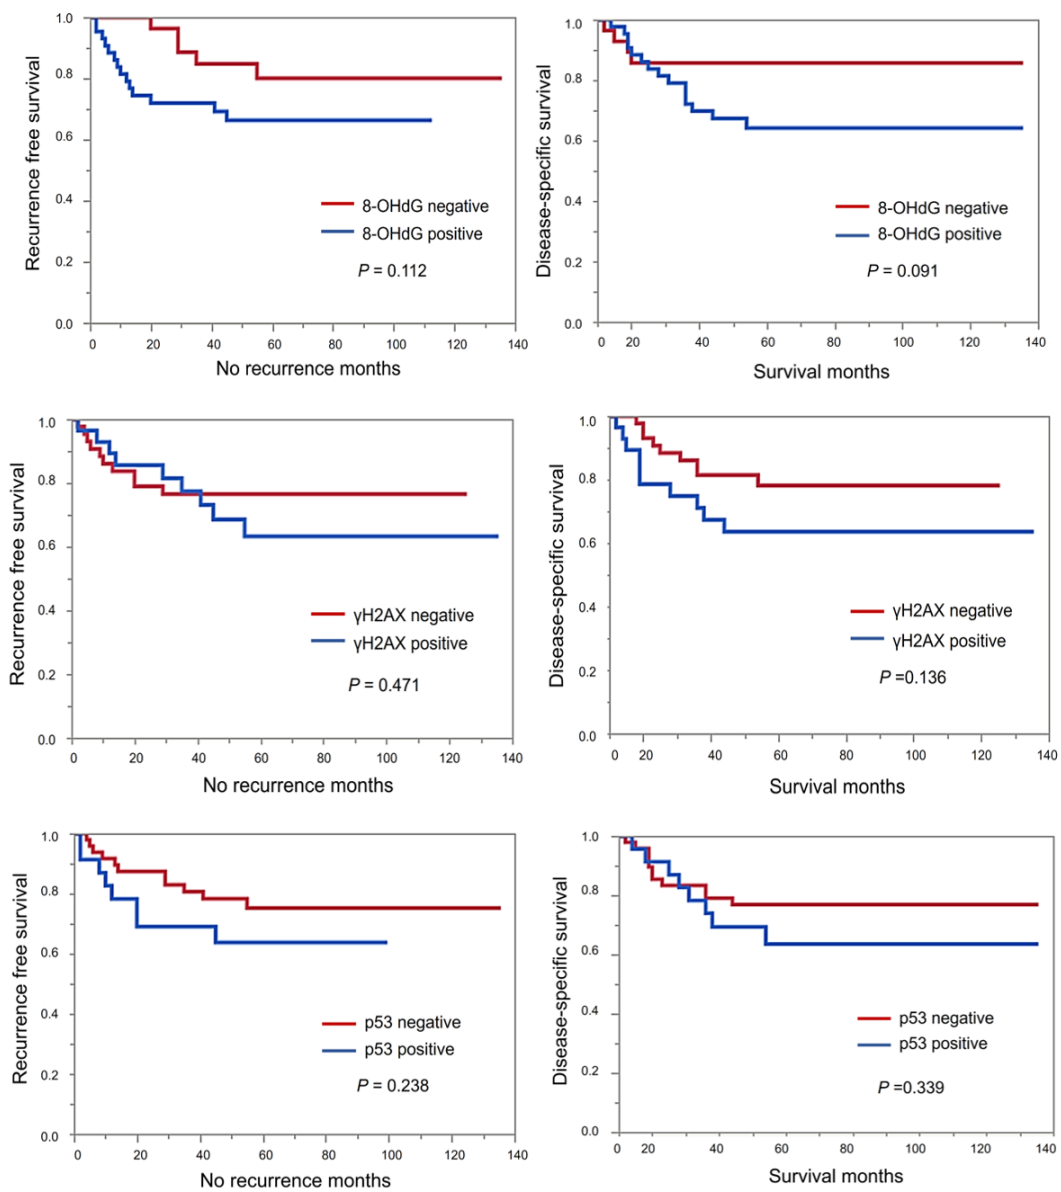 1.0
0.8
0.6
0.4
0.2
0.0
Recurrence free survival
8-OHdG negative
8-OHdG positive
P = 0.112
0 20 40 60 80 100 120 140
No recurrence months
1.0
0.8
0.6
0.4
0.2
0.0
Disease-specific survival
8-OHdG negative
8-OHdG positive
P = 0.091
0 20 40 60 80 100 120 140
Survival months
1.0
0.8
0.6
0.4
0.2
0.0
Recurrence free survival
γH2AX negative
γH2AX positive
P = 0.471
0 20 40 60 80 100 120 140
No recurrence months
1.0
0.8
0.6
0.4
0.2
0.0
Disease-specific survival
γH2AX negative
γH2AX positive
P =0.136
0 20 40 60 80 100 120 140
Survival months
1.0
0.8
0.6
0.4
0.2
0.0
Recurrence free survival
p53 negative
p53 positive
P = 0.238
0 20 40 60 80 100 120 140
No recurrence months
1.0
0.8
0.6
0.4
0.2
0.0
Disease-specific survival
p53 negative
p53 positive
P =0.339
0 20 40 60 80 100 120 140
Survival months